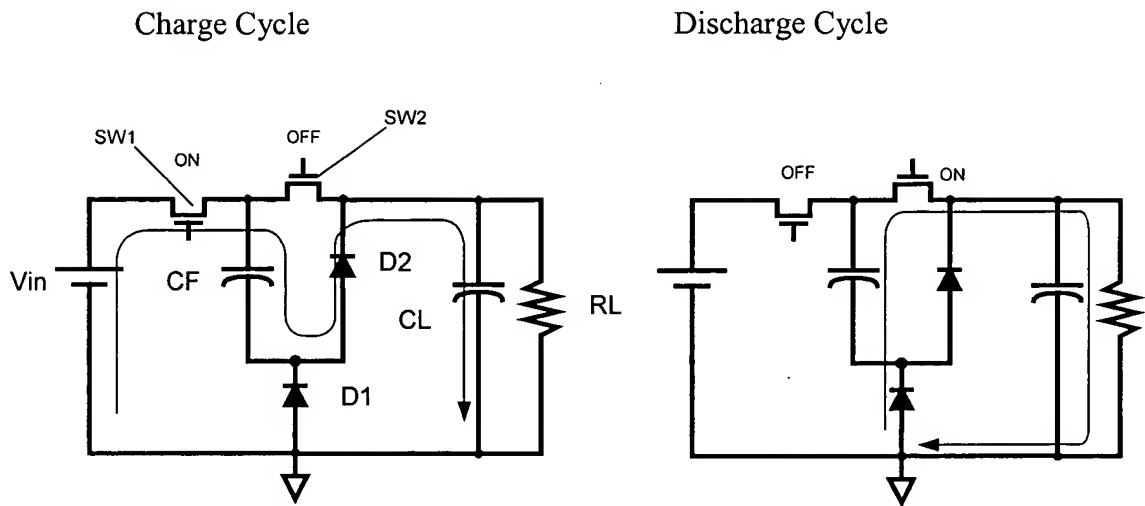 Charge Cycle
Discharge Cycle
SW1
ON
OFF
SW2
OFF
ON
Vin
CF
D2
CL
RL
D1